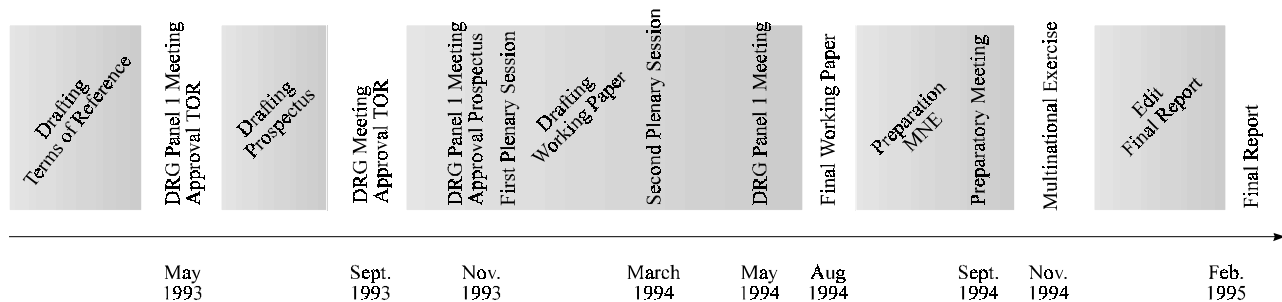 Drafting
Terms of Reference
DRG Panel 1 Meeting
Approval TOR
Drafting
Prospectus
DRG Meeting
Approval TOR
DRG Panel 1 Meeting
Approval Prospectus
First Plenary Session
Drafting
Working Paper
Second Plenary Session
DRG Panel 1 Meeting
Final Working Paper
Preparation
MNE
Preparatory Meeting
Multinational Exercise
Edit
Final Report
Final Report
May
1993
Sept.
1993
Nov.
1993
March
1994
May
1994
Aug
1994
Sept.
1994
Nov.
1994
Feb.
1995